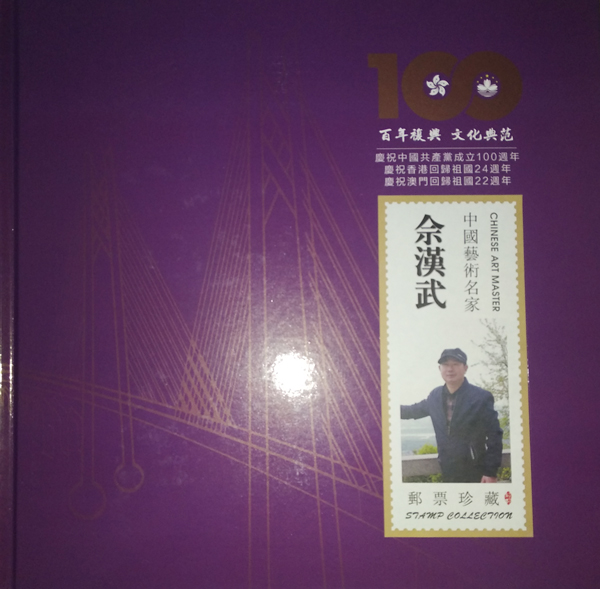 100
百年複興 文化典范
慶祝中國共產黨成立100週年
慶祝香港回歸祖國24週年
慶祝澳門回歸祖國22週年
CHINESE ART MASTER
中國藝術名家
佘漢武
郵票珍藏
STAMP COLLECTION